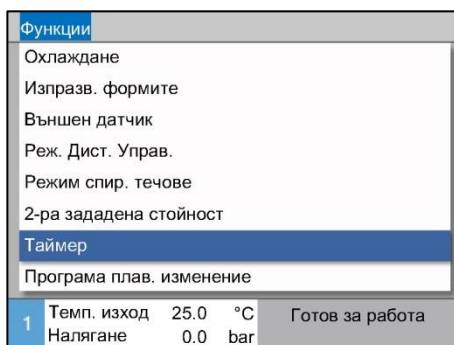 Функции
Охлаждане
Изпразв. формите
Външен датчик
Реж. Дист. Управ.
Режим спир. течове
2-ра зададена стойност
Таймер
Програма плав. изменение
1 Темп. изход 25.0 °C Готов за работа
Налягане 0.0 bar